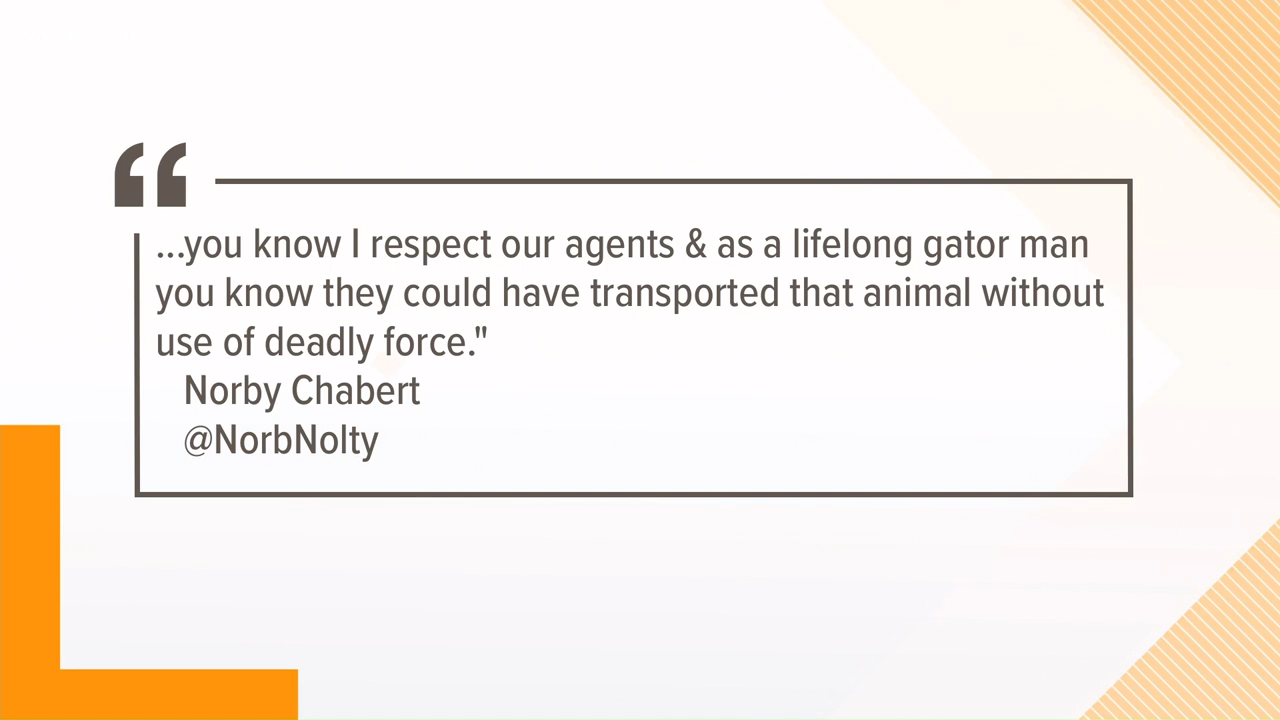 “
...you know I respect our agents & as a lifelong gator man
you know they could have transported that animal without
use of deadly force."
Norby Chabert
@NorbNolty